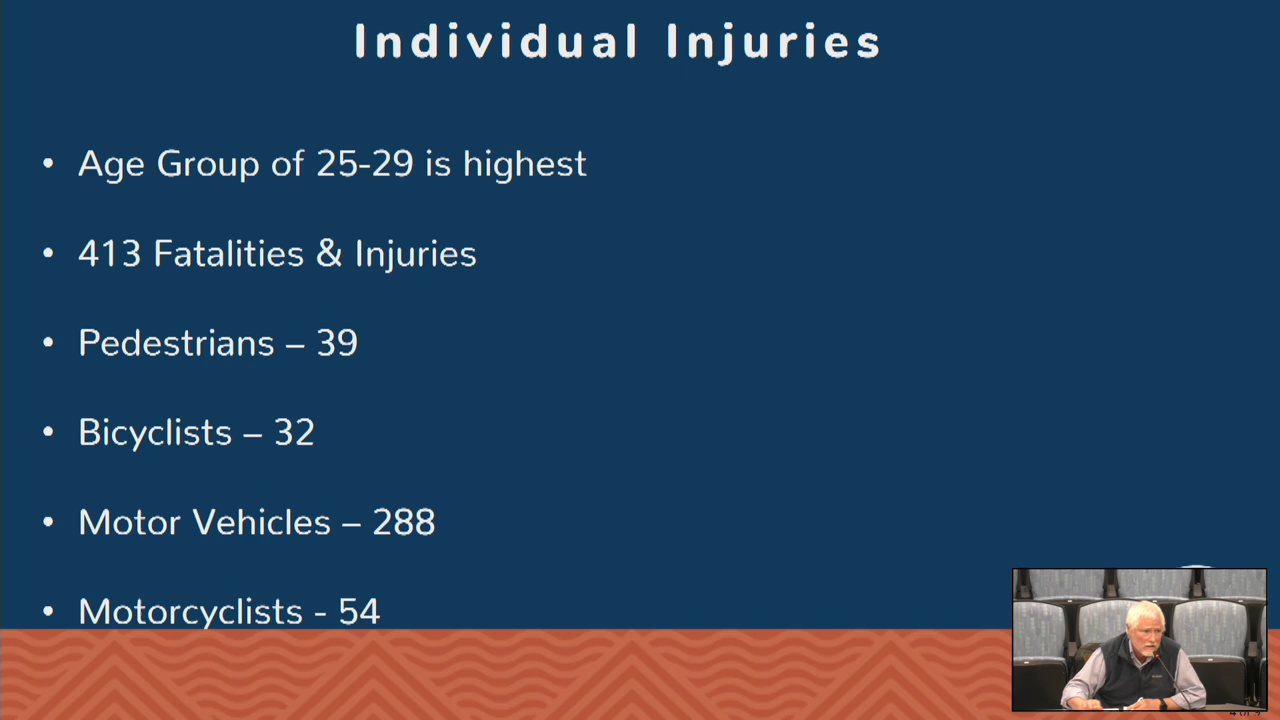 Individual Injuries
• Age Group of 25-29 is highest
• 413 Fatalities & Injuries
• Pedestrians – 39
• Bicyclists – 32
• Motor Vehicles – 288
• Motorcyclists - 54